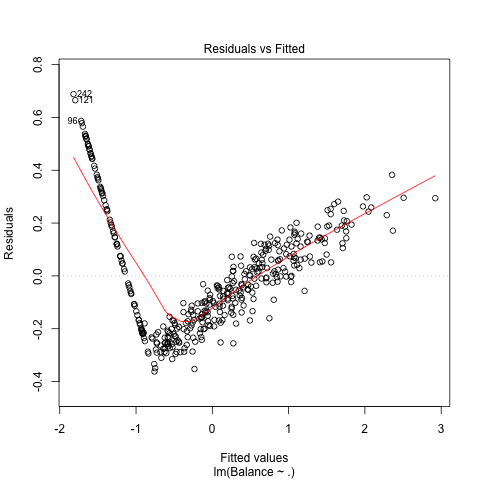 Residuals vs Fitted
Residuals
0.8
0.6
0.4
0.2
0.0
-0.2
-0.4
242
121
96
-2 -1 0 1 2 3
Fitted values
lm(Balance ~ .)